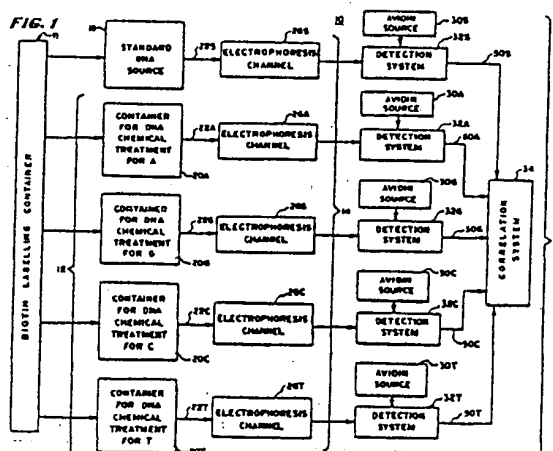 FIG. 1
10
STANDARD
DNA
SOURCE
22S
26S
ELECTROPHORESIS
CHANNEL
AVIDIN
SOURCE
30S
32S
DETECTION
SYSTEM
50S
BIOTIN LABELLING CONTAINER
12
CONTAINER
FOR DNA
CHEMICAL
TREATMENT
FOR A
20A
22A
26A
ELECTROPHORESIS
CHANNEL
AVIDIN
SOURCE
30A
32A
DETECTION
SYSTEM
50A
CONTAINER
FOR DNA
CHEMICAL
TREATMENT
FOR G
20G
22G
26G
ELECTROPHORESIS
CHANNEL
14
AVIDIN
SOURCE
30G
32G
DETECTION
SYSTEM
50G
34
CORRELATION
SYSTEM
CONTAINER
FOR DNA
CHEMICAL
TREATMENT
FOR C
20C
22C
26C
ELECTROPHORESIS
CHANNEL
AVIDIN
SOURCE
30C
32C
DETECTION
SYSTEM
50C
CONTAINER
FOR DNA
CHEMICAL
TREATMENT
FOR T
22T
26T
ELECTROPHORESIS
CHANNEL
AVIDIN
SOURCE
30T
32T
DETECTION
SYSTEM
50T